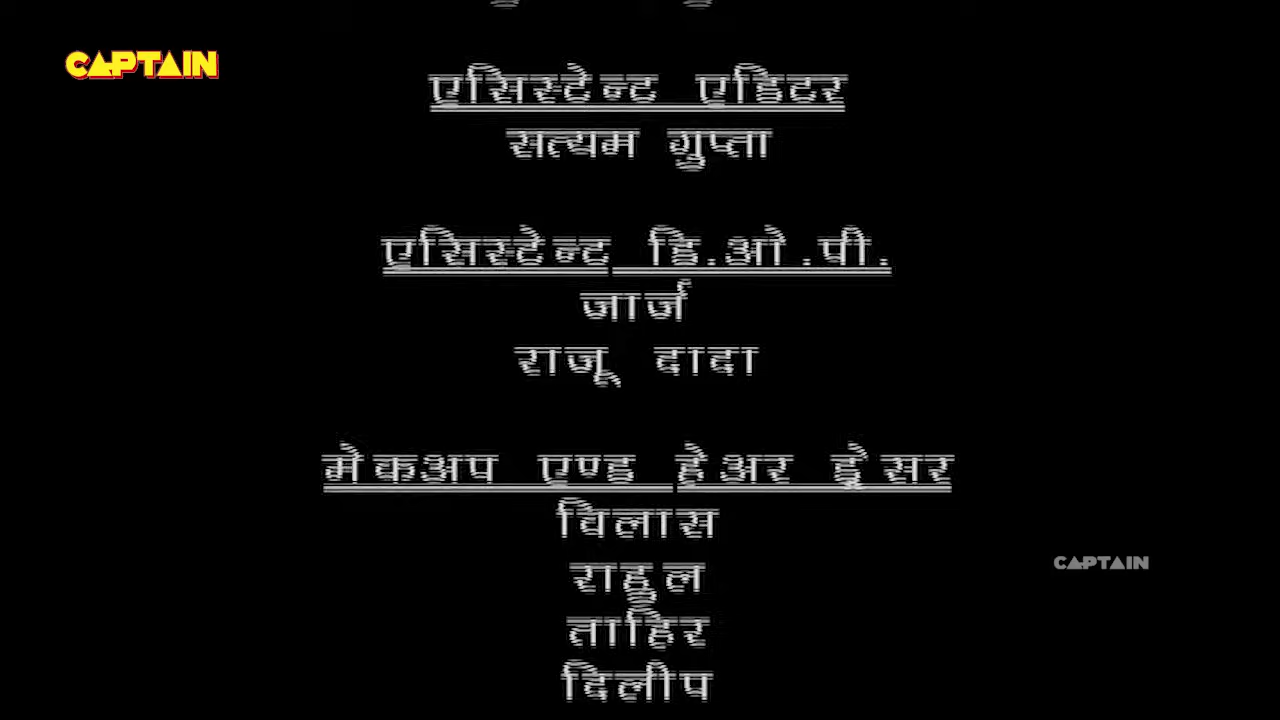 CAPTAIN
एसिस्टेन्ट एडिटर
सत्यम गुप्ता
एसिस्टेन्ट डि.ओ.पी.
जार्ज
राजू दादा
मेकअप एण्ड हेअर ड्रेसर
विलास
राहूल
CAPTAIN
ताहिर
दिलीप